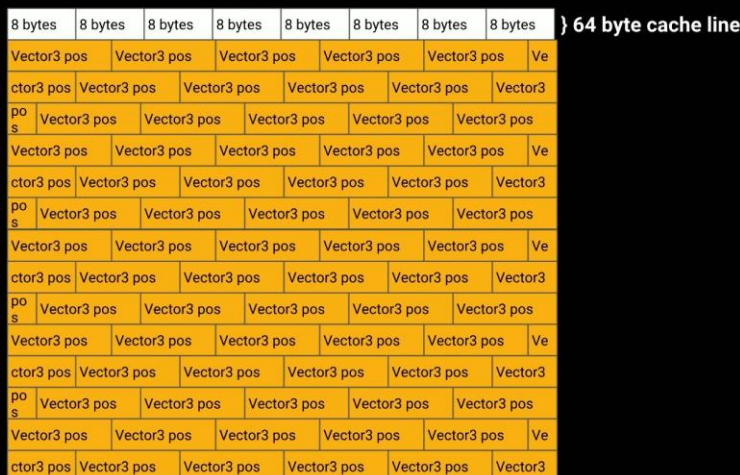 8 bytes 8 bytes 8 bytes 8 bytes 8 bytes 8 bytes 8 bytes 8 bytes } 64 byte cache line
Vector3 pos Vector3 pos Vector3 pos Vector3 pos Vector3 pos Ve
ctor3 pos Vector3 pos Vector3 pos Vector3 pos Vector3 pos Vector3
po
s Vector3 pos Vector3 pos Vector3 pos Vector3 pos Vector3 pos
Vector3 pos Vector3 pos Vector3 pos Vector3 pos Vector3 pos Ve
ctor3 pos Vector3 pos Vector3 pos Vector3 pos Vector3 pos Vector3
po
s Vector3 pos Vector3 pos Vector3 pos Vector3 pos Vector3 pos
Vector3 pos Vector3 pos Vector3 pos Vector3 pos Vector3 pos Ve
ctor3 pos Vector3 pos Vector3 pos Vector3 pos Vector3 pos Vector3
po
s Vector3 pos Vector3 pos Vector3 pos Vector3 pos Vector3 pos
Vector3 pos Vector3 pos Vector3 pos Vector3 pos Vector3 pos Ve
ctor3 pos Vector3 pos Vector3 pos Vector3 pos Vector3 pos Vector3
po
s Vector3 pos Vector3 pos Vector3 pos Vector3 pos Vector3 pos
Vector3 pos Vector3 pos Vector3 pos Vector3 pos Vector3 pos Ve
ctor3 pos Vector3 pos Vector3 pos Vector3 pos Vector3 pos Vector3